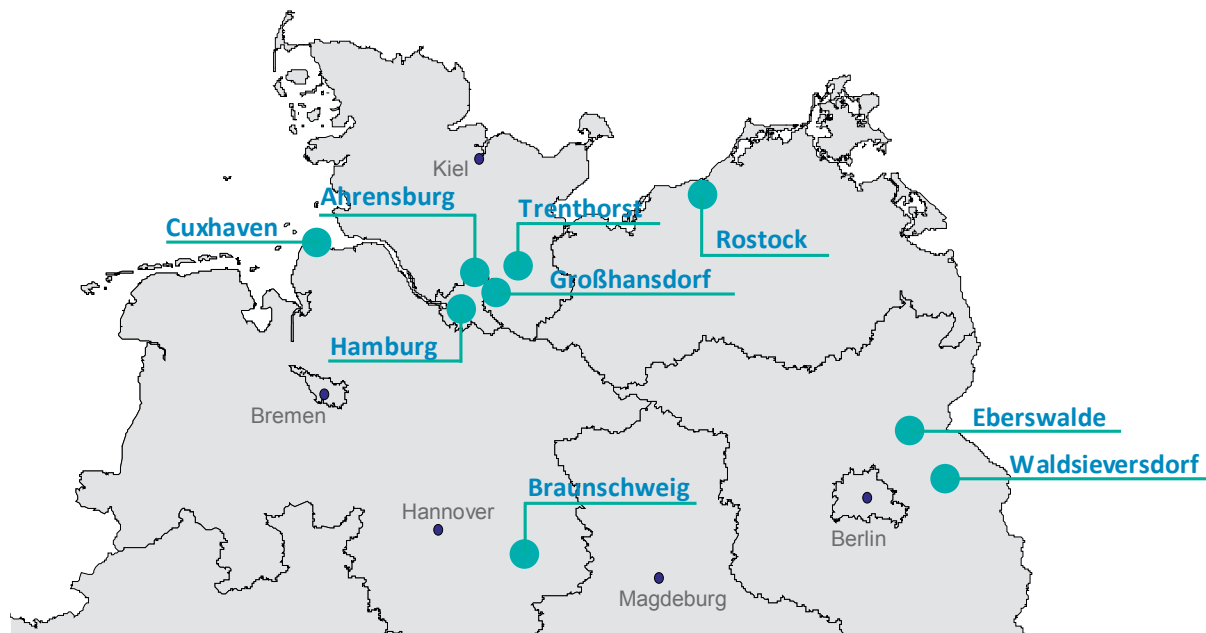 Kiel
Ahrensburg
Trenthorst
Cuxhaven
Rostock
Großhansdorf
Hamburg
Bremen
Eberswalde
Waldsieversdorf
Braunschweig
Hannover
Berlin
Magdeburg